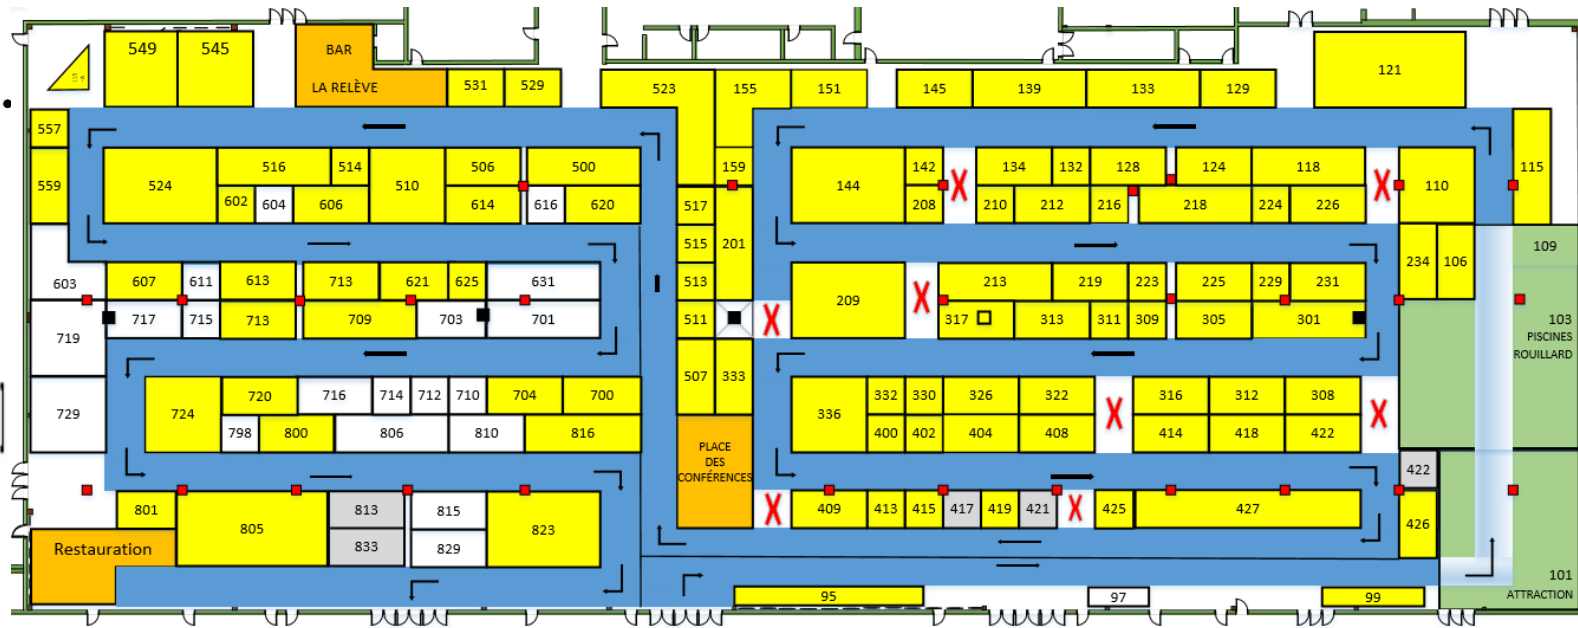 549 545 BAR
LA RELÈVE
531 529 523 155 151 145 139 133 129 121
115
-A
557
516 514 506 500 159 142 134 132 128 124 118
559 524 510 144 110 115
602 604 606 614 616 620 517 208 210 212 216 218 224 226
515 201 234 106 109
603 607 611 613 713 621 625 631 513 213 219 223 225 229 231
209
717 715 713 709 703 701 511 317 313 311 309 305 301 103
PISCINES
ROUILLARD
719
720 716 714 712 710 704 700 507 333 332 330 326 322 316 312 308
729 724 336
798 800 806 810 816 400 402 404 408 414 418 422
PLACE
DES
CONFÉRENCES
422
801 805 813 815 823 409 413 415 417 419 421 425 427 426
833 829
Restauration
101
ATTRACTION
95 97 99